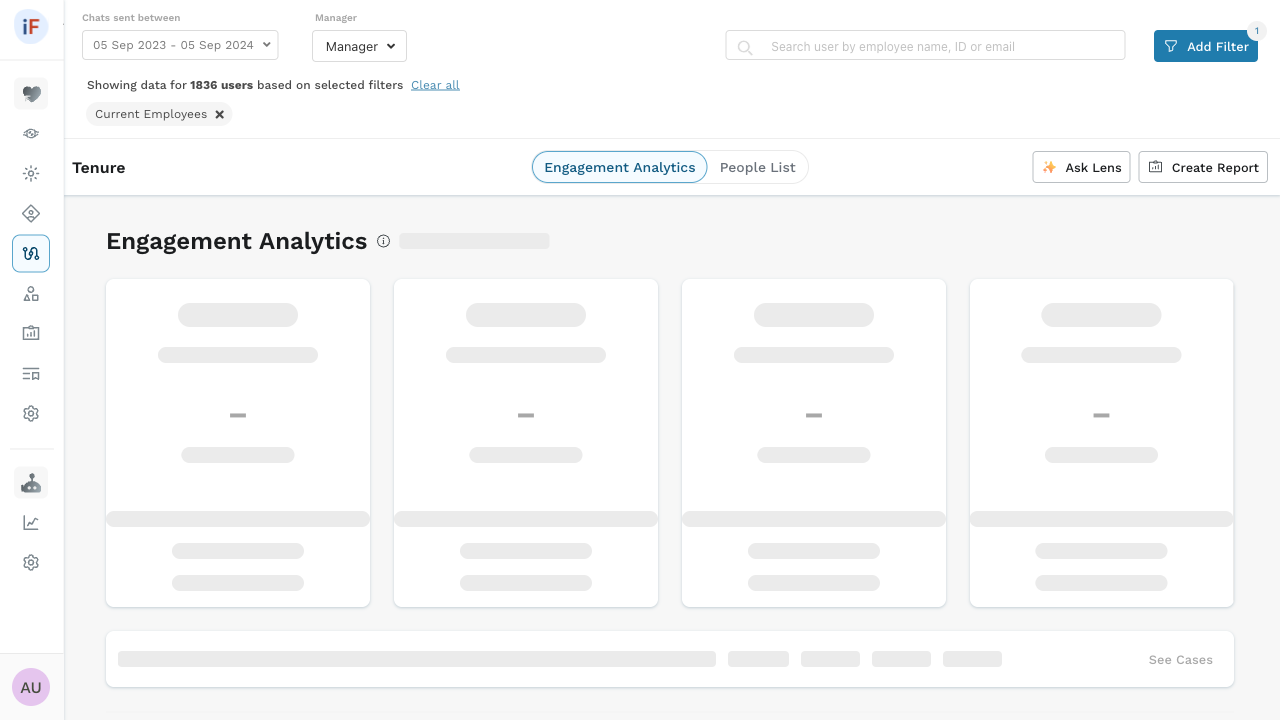 iF
Chats sent between
Manager
05 Sep 2023 - 05 Sep 2024
Manager
Search user by employee name, ID or email
Add Filter
1
Showing data for 1836 users based on selected filters Clear all
Current Employees
Tenure
Engagement Analytics
People List
Ask Lens
Create Report
Engagement Analytics
See Cases
AU